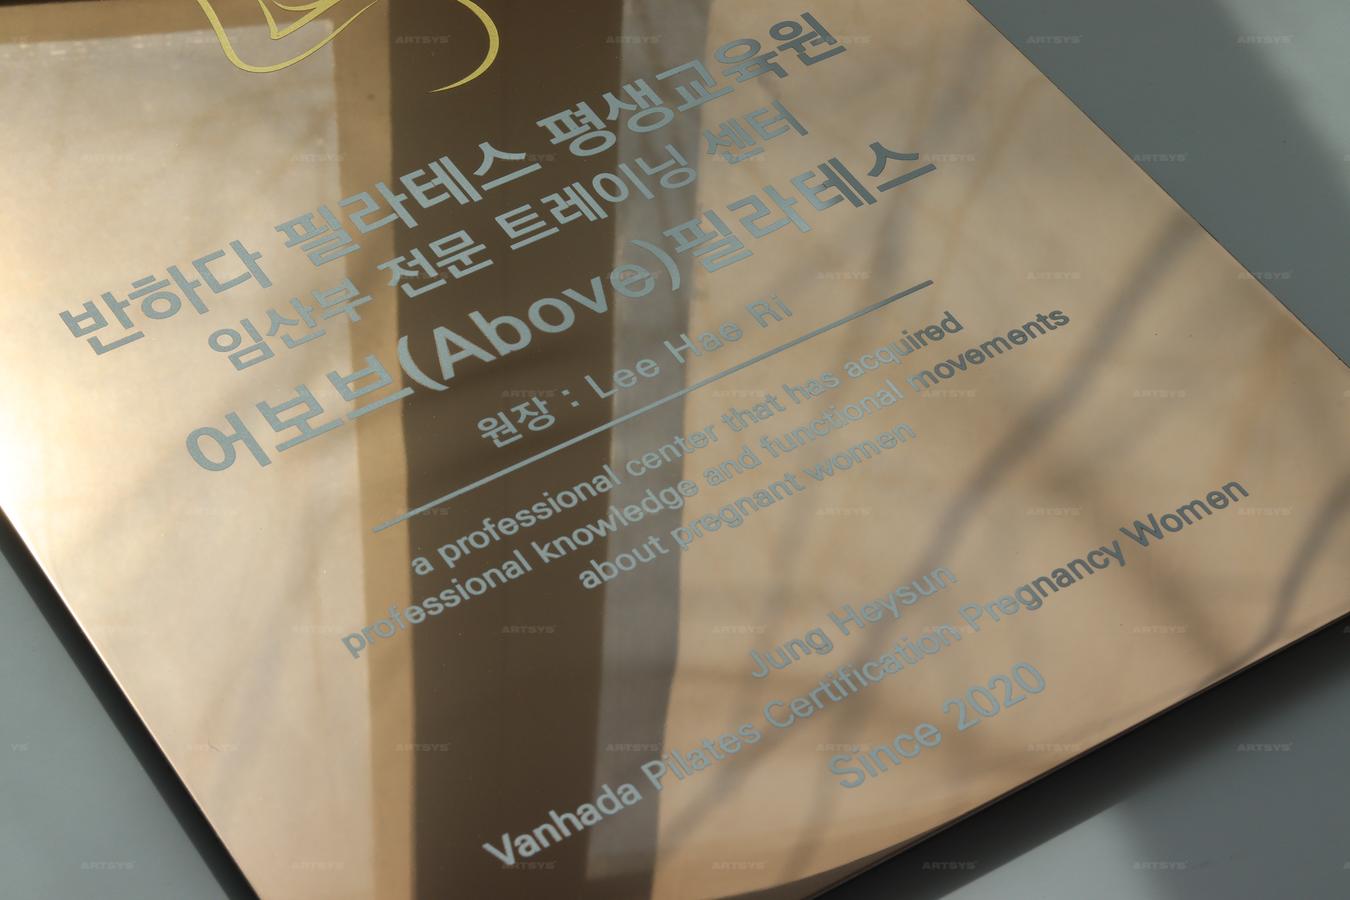 반하다 필라테스 평생교육원
임산부 전문 트레이닝 센터
어보브(Above)필라테스
원장 : Lee Hae Ri
a professional center that has acquired
professional knowledge and functional movements
about pregnant women
Jung Heysun
Vanhada Pilates Certification Pregnancy Women
Since 2020
ARTSYS